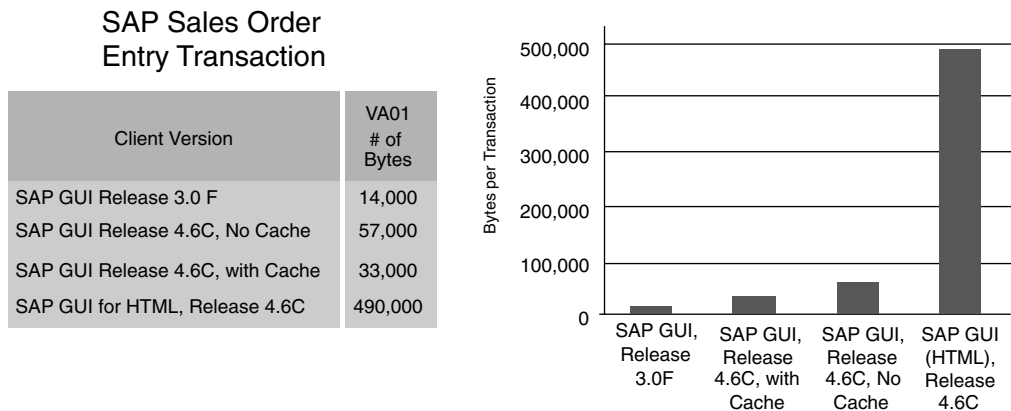 SAP Sales Order
Entry Transaction
Client Version
VA01
# of
Bytes
SAP GUI Release 3.0 F 14,000
SAP GUI Release 4.6C, No Cache 57,000
SAP GUI Release 4.6C, with Cache 33,000
SAP GUI for HTML, Release 4.6C 490,000
Bytes per Transaction
500,000
400,000
300,000
200,000
100,000
0
SAP GUI,
Release
3.0F
SAP GUI,
Release
4.6C, with
Cache
SAP GUI,
Release
4.6C, No
Cache
SAP GUI
(HTML),
Release
4.6C